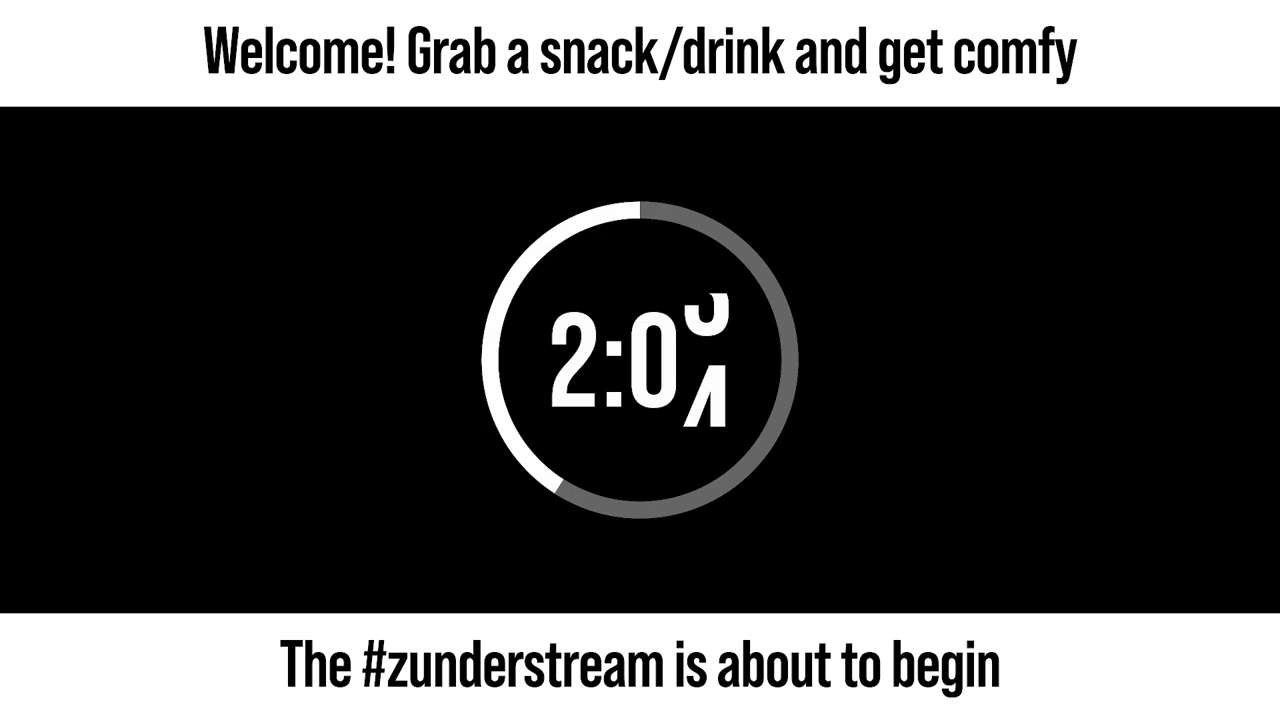 Welcome! Grab a snack/drink and get comfy
2:0
The #zunderstream is about to begin